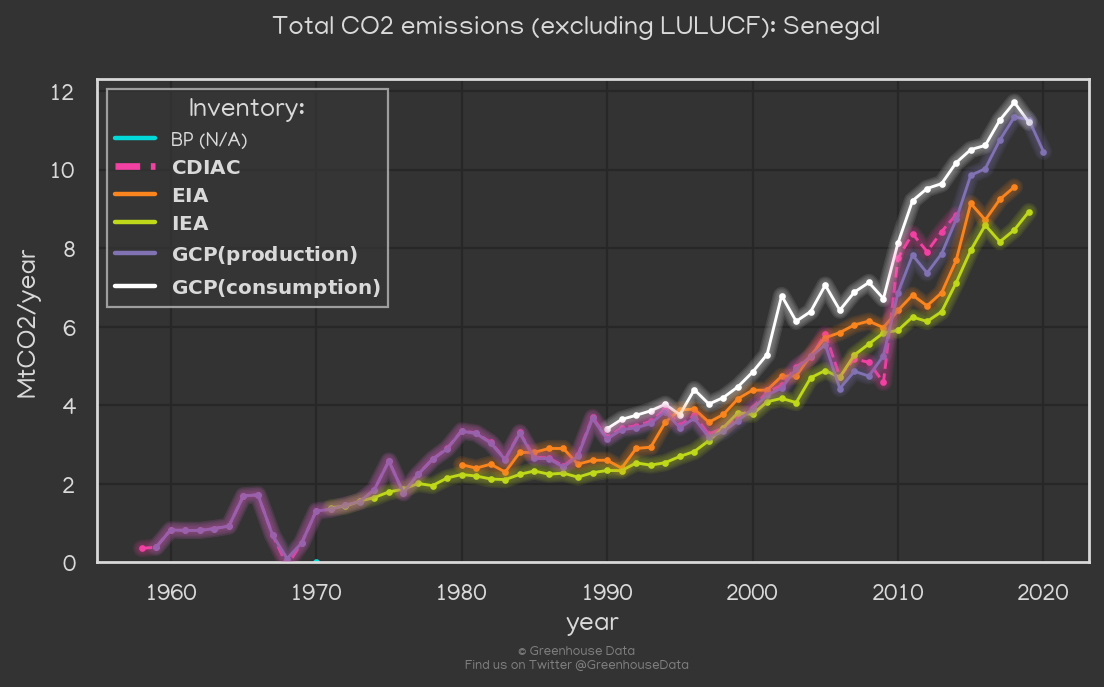 Total CO2 emissions (excluding LULUCF): Senegal
12
10
8
6
4
2
0
MtCO2/year
Inventory:
BP (N/A)
CDIAC
EIA
IEA
GCP(production)
GCP(consumption)
1960 1970 1980 1990 2000 2010 2020
year
© Greenhouse Data
Find us on Twitter @GreenhouseData